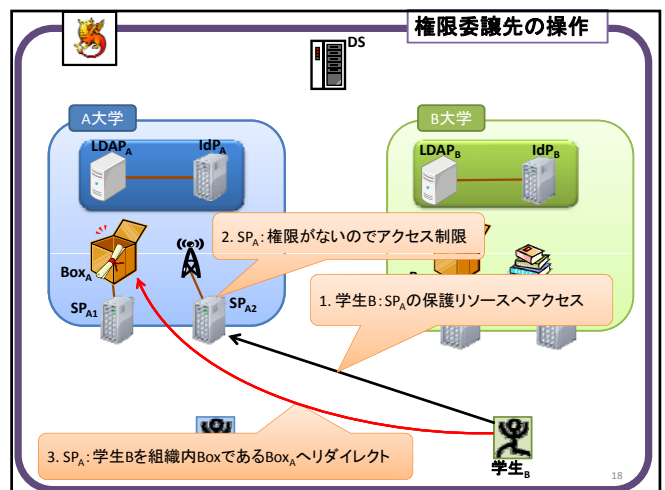 権限委譲先の操作
DS
A大学
B大学
LDAPA
IdPA
LDAPB
IdPB
2. SPA：権限がないのでアクセス制限
BoxA
1. 学生B：SPAの保護リソースへアクセス
SPA1
SPA2
3. SPA：学生Bを組織内BoxであるBoxAへリダイレクト
学生B
18